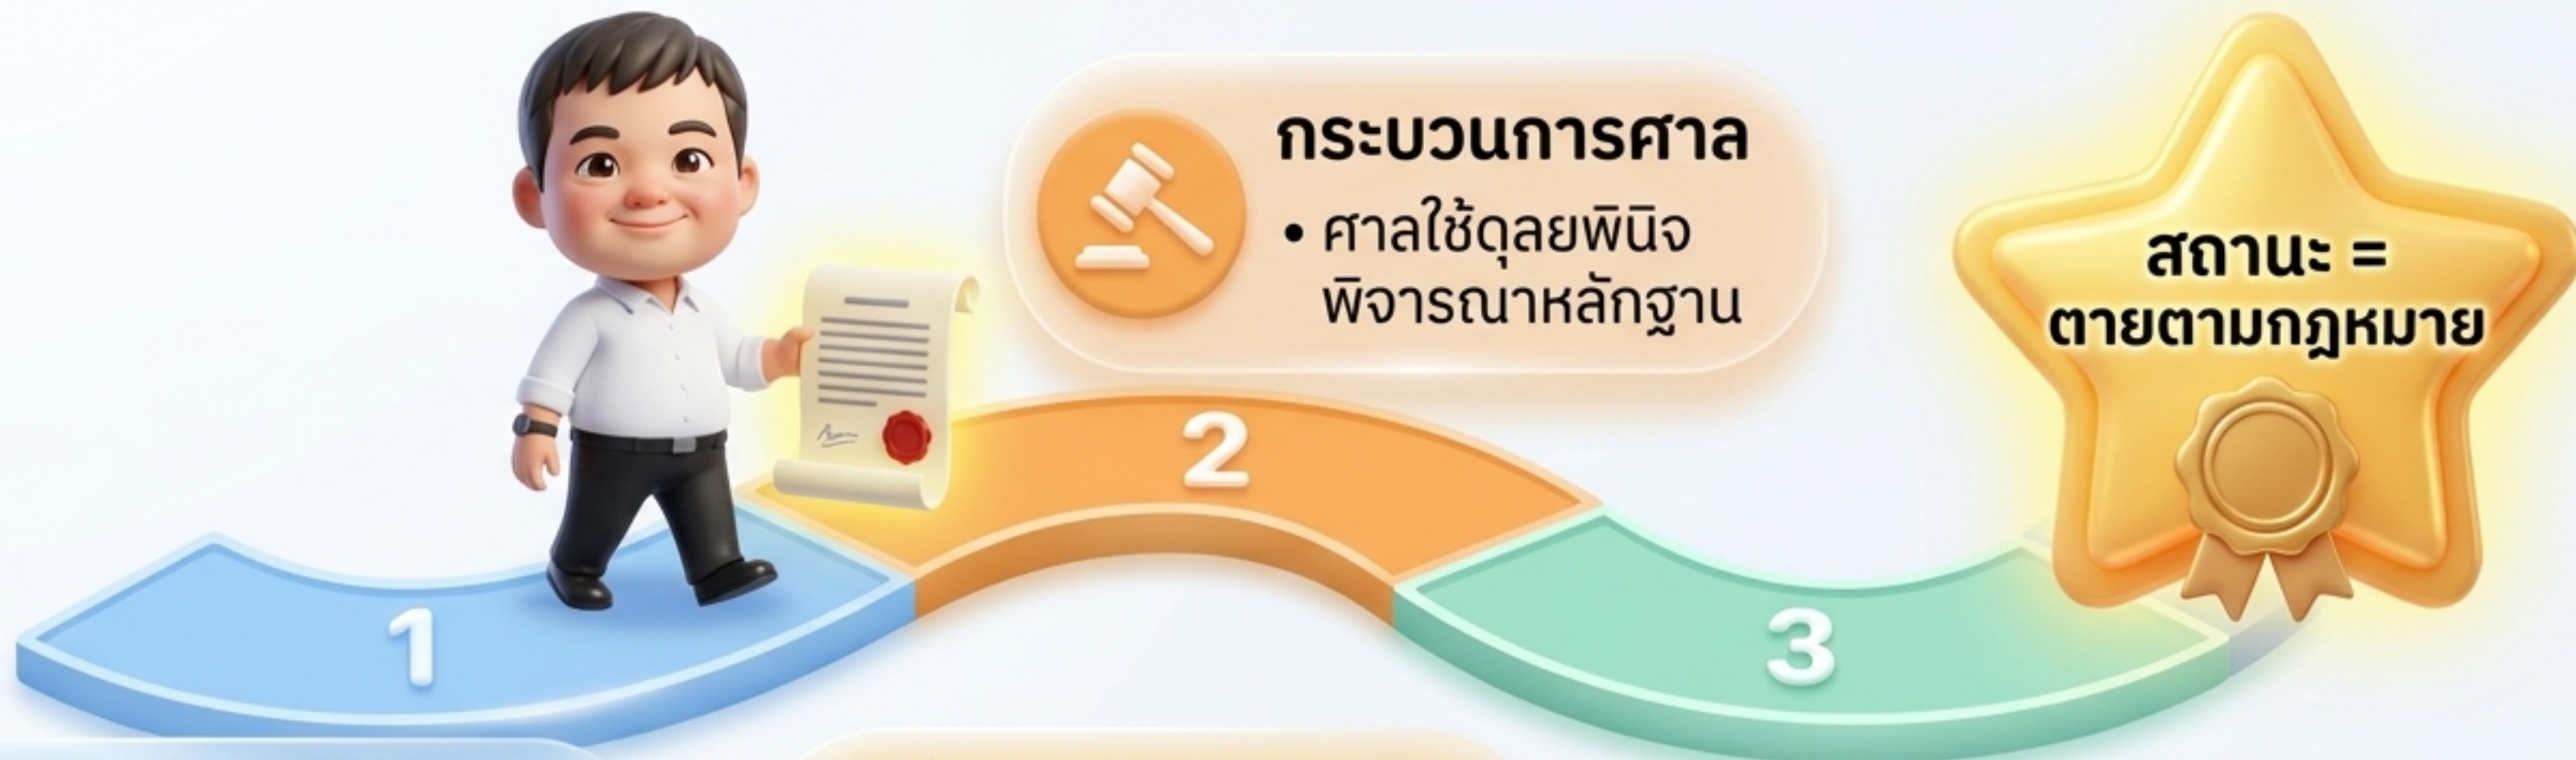 กระบวนการศาล
• ศาลใช้ดุลยพินิจ
พิจารณาหลักฐาน
สถานะ =
ตายตามกฎหมาย
1
2
3